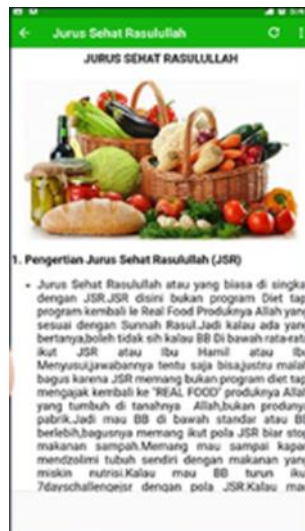 Jurus Sehat Rasulullah
JURUS SEHAT RASULULLAH
1. Pengertian Jurus Sehat Rasulullah (JSR)
Jurus Sehat Rasulullah atau yang biasa di singka
dengan JSR.JSR disini bukan program Diet tap
program kembali le Real Food Produknya Allah yang
sesuai dengan Sunnah Rasul.Jadi kalau ada yang
bertanya,boleh tidak sih kalau BB Di bawah rata-rata
ikut JSR atau Ibu Hamil atau Ibu
Menyusui,jawabannya tentu saja bisa,justru malah
bagus karena JSR memang bukan program diet tap
mengajak kembali ke "REAL FOOD" produknya Allah
yang tumbuh di tanahnya Allah,bukan produnya
pabrik.Jadi mau BB di bawah standar atau BB
berlebih,bagusnya memang ikut pola JSR biar stop
makanan sampah.Memang mau sampai kapan
mendzolimi tubuh sendiri dengan makanan yang
miskin nutrisi.Kalau mau BB turun iku
7dayschallengejsr dengan pola JSR.Kalau mau